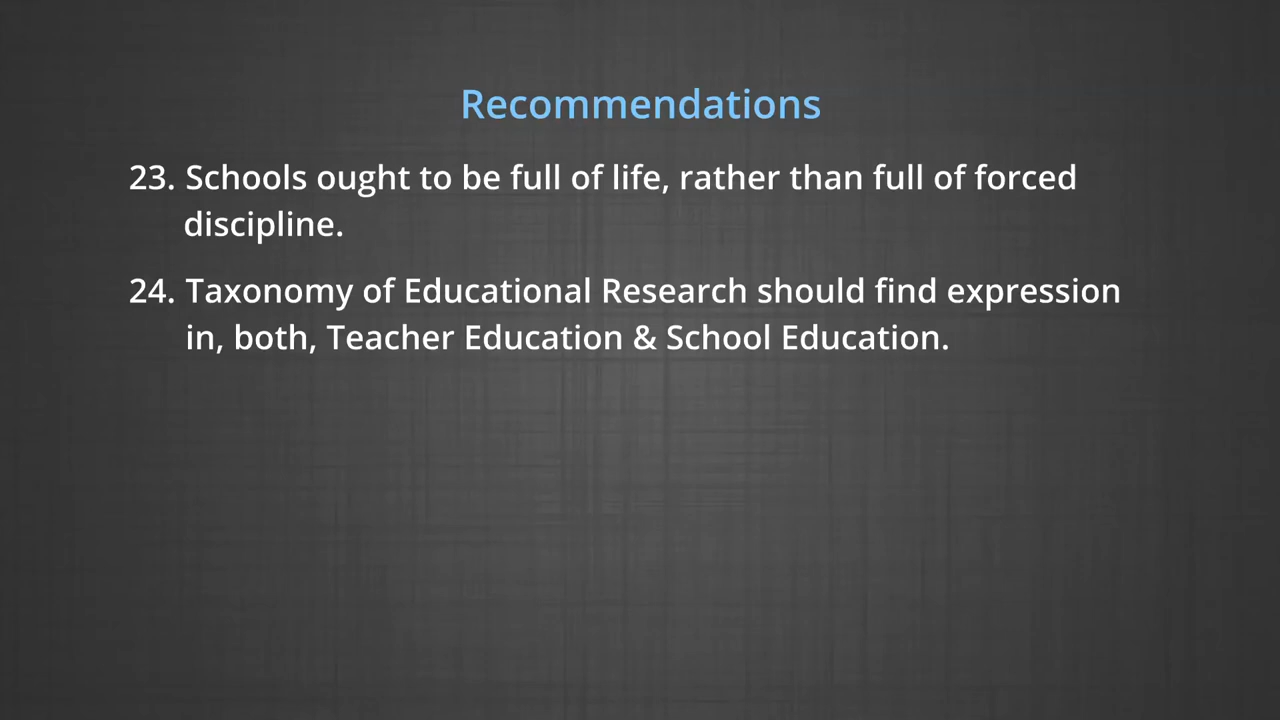 Recommendations
23. Schools ought to be full of life, rather than full of forced
discipline.
24. Taxonomy of Educational Research should find expression
in, both, Teacher Education & School Education.